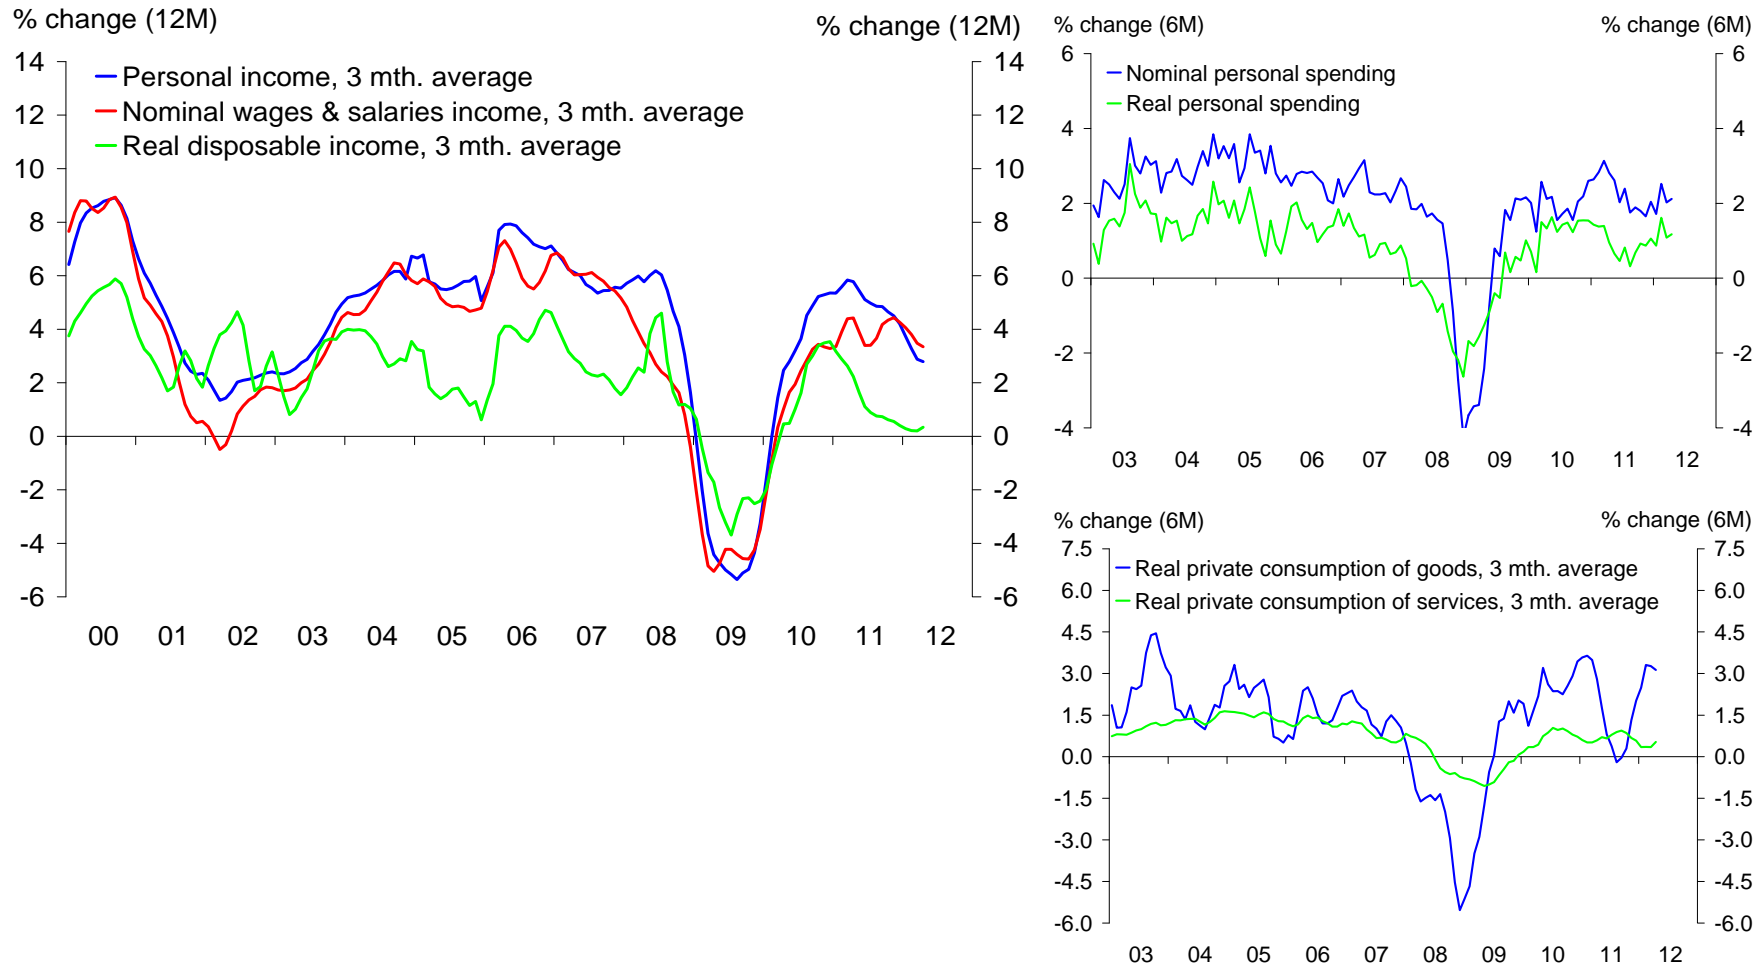 % change (12M)
% change (12M)
Personal income, 3 mth. average
Nominal wages & salaries income, 3 mth. average
Real disposable income, 3 mth. average
14 14
12 12
10 10
8 8
6 6
4 4
2 2
0 0
-2 -2
-4 -4
-6 -6
00 01 02 03 04 05 06 07 08 09 10 11 12
% change (6M) % change (6M)
Nominal personal spending
Real personal spending
6 6
4 4
2 2
0 0
-2 -2
-4 -4
03 04 05 06 07 08 09 10 11 12
% change (6M) % change (6M)
Real private consumption of goods, 3 mth. average
Real private consumption of services, 3 mth. average
7.5 7.5
6.0 6.0
4.5 4.5
3.0 3.0
1.5 1.5
0.0 0.0
-1.5 -1.5
-3.0 -3.0
-4.5 -4.5
-6.0 -6.0
03 04 05 06 07 08 09 10 11 12